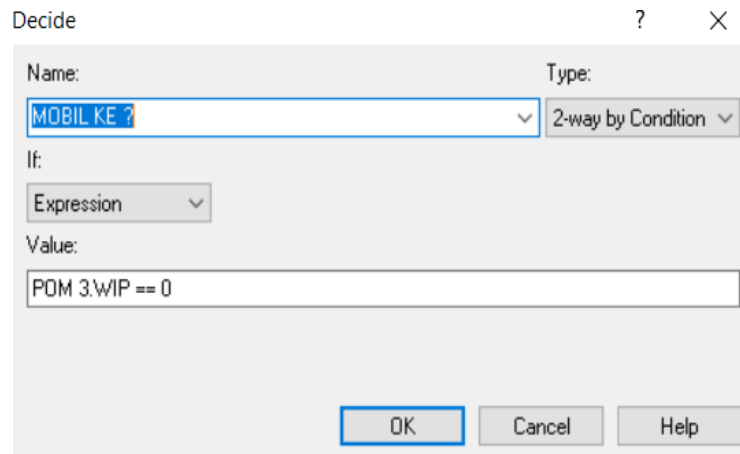 Decide ?
Name: Type:
MOBIL KE ? 2-way by Condition
If:
Expression
Value:
POM 3.WIP == 0
OK Cancel Help